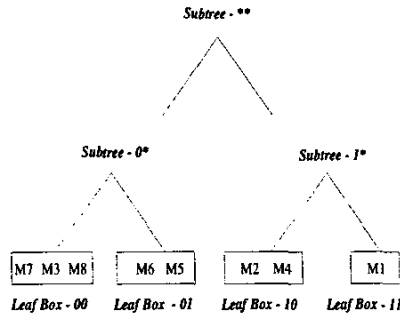 Subtree - **
Subtree - 0* Subtree - 1*
M7 M3 M8 M6 M5 M2 M4 M1
Leaf Box - 00 Leaf Box - 01 Leaf Box - 10 Leaf Box - 11